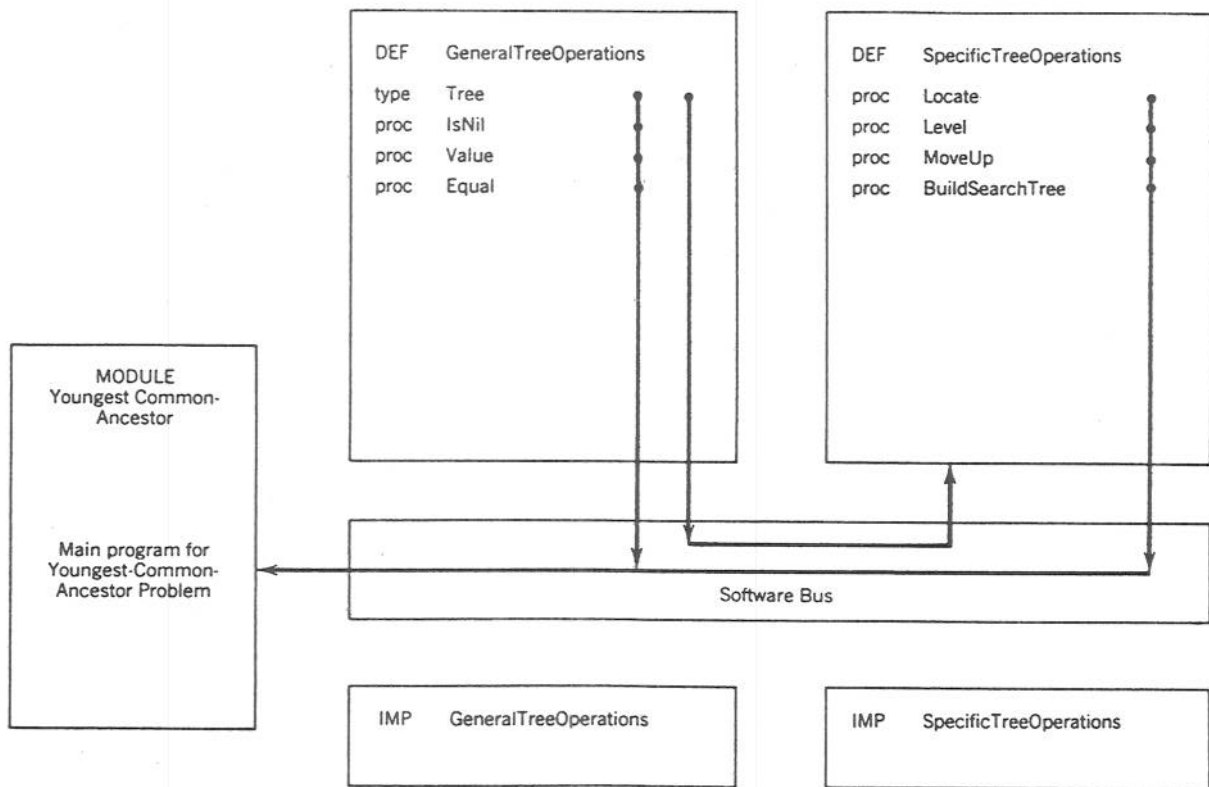 DEF GeneralTreeOperations
type Tree
proc IsNil
proc Value
proc Equal
DEF SpecificTreeOperations
proc Locate
proc Level
proc MoveUp
proc BuildSearchTree
MODULE
Youngest Common-
Ancestor
Main program for
Youngest-Common-
Ancestor Problem
Software Bus
IMP GeneralTreeOperations
IMP SpecificTreeOperations